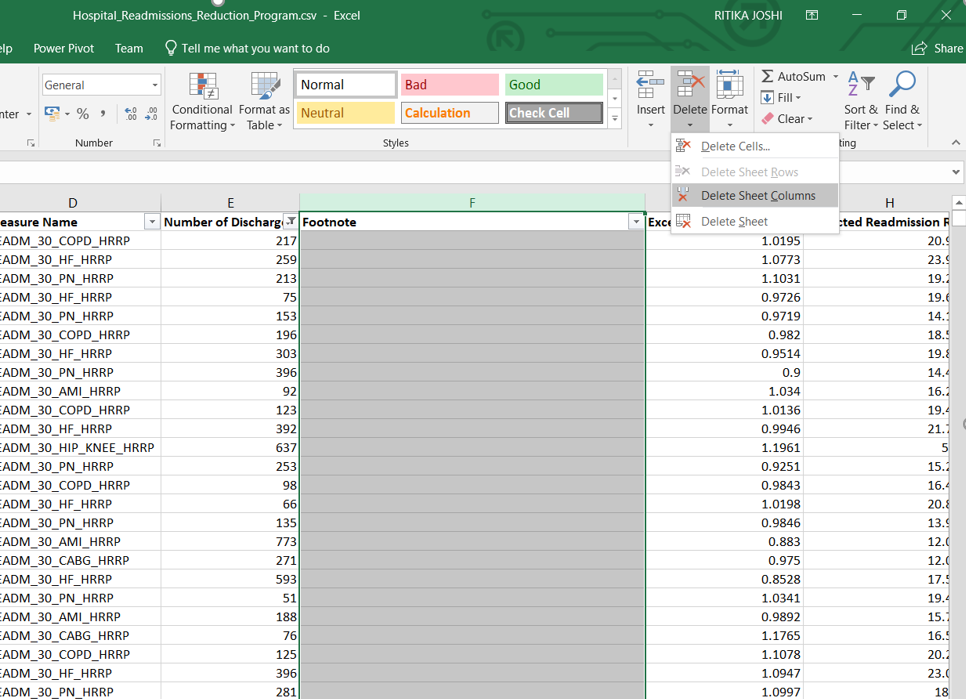 Hospital_Readmissions_Reduction_Program.csv - Excel
RITIKA JOSHI
elp Power Pivot Team Tell me what you want to do
Share
General
nter
% ,
Number
Conditional Formatting
Format as Table
Normal Bad Good
Neutral Calculation Check Cell
Styles
Insert Delete Format
AutoSum
Fill
Clear
Sort & Filter
Find & Select
ting
Delete Cells...
Delete Sheet Rows
Delete Sheet Columns
Delete Sheet
D E F H
easure Name Number of Discharg Footnote Exce cted Readmission R
EADM_30_COPD_HRRP 217 1.0195 20.9
EADM_30_HF_HRRP 259 1.0773 23.9
EADM_30_PN_HRRP 213 1.1031 19.2
EADM_30_HF_HRRP 75 0.9726 19.6
EADM_30_PN_HRRP 153 0.9719 14.1
EADM_30_COPD_HRRP 196 0.982 18.5
EADM_30_HF_HRRP 303 0.9514 19.8
EADM_30_PN_HRRP 396 0.9 14.4
EADM_30_AMI_HRRP 92 1.034 16.2
EADM_30_COPD_HRRP 123 1.0136 19.4
EADM_30_HF_HRRP 392 0.9946 21.7
EADM_30_HIP_KNEE_HRRP 637 1.1961 5
EADM_30_PN_HRRP 253 0.9251 15.2
EADM_30_COPD_HRRP 98 0.9843 16.4
EADM_30_HF_HRRP 66 1.0198 20.8
EADM_30_PN_HRRP 135 0.9846 13.9
EADM_30_AMI_HRRP 773 0.883 12.0
EADM_30_CABG_HRRP 271 0.975 12.0
EADM_30_HF_HRRP 593 0.8528 17.5
EADM_30_PN_HRRP 51 1.0341 19.4
EADM_30_AMI_HRRP 188 0.9892 15.7
EADM_30_CABG_HRRP 76 1.1765 16.5
EADM_30_COPD_HRRP 125 1.1078 20.2
EADM_30_HF_HRRP 396 1.0947 23.0
EADM_30_PN_HRRP 281 1.0997 18